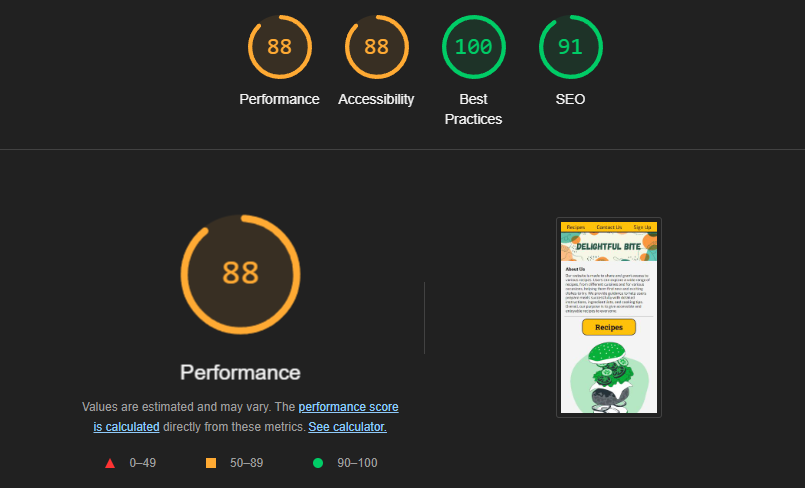 88
88
100
91
Performance
Accessibility
Best
Practices
SEO
88
Performance
Values are estimated and may vary. The performance score
is calculated directly from these metrics. See calculator.
0–49
50–89
90–100
Recipes
Contact Us
Sign Up
DELIGHTFUL BITE
About Us
Recipes